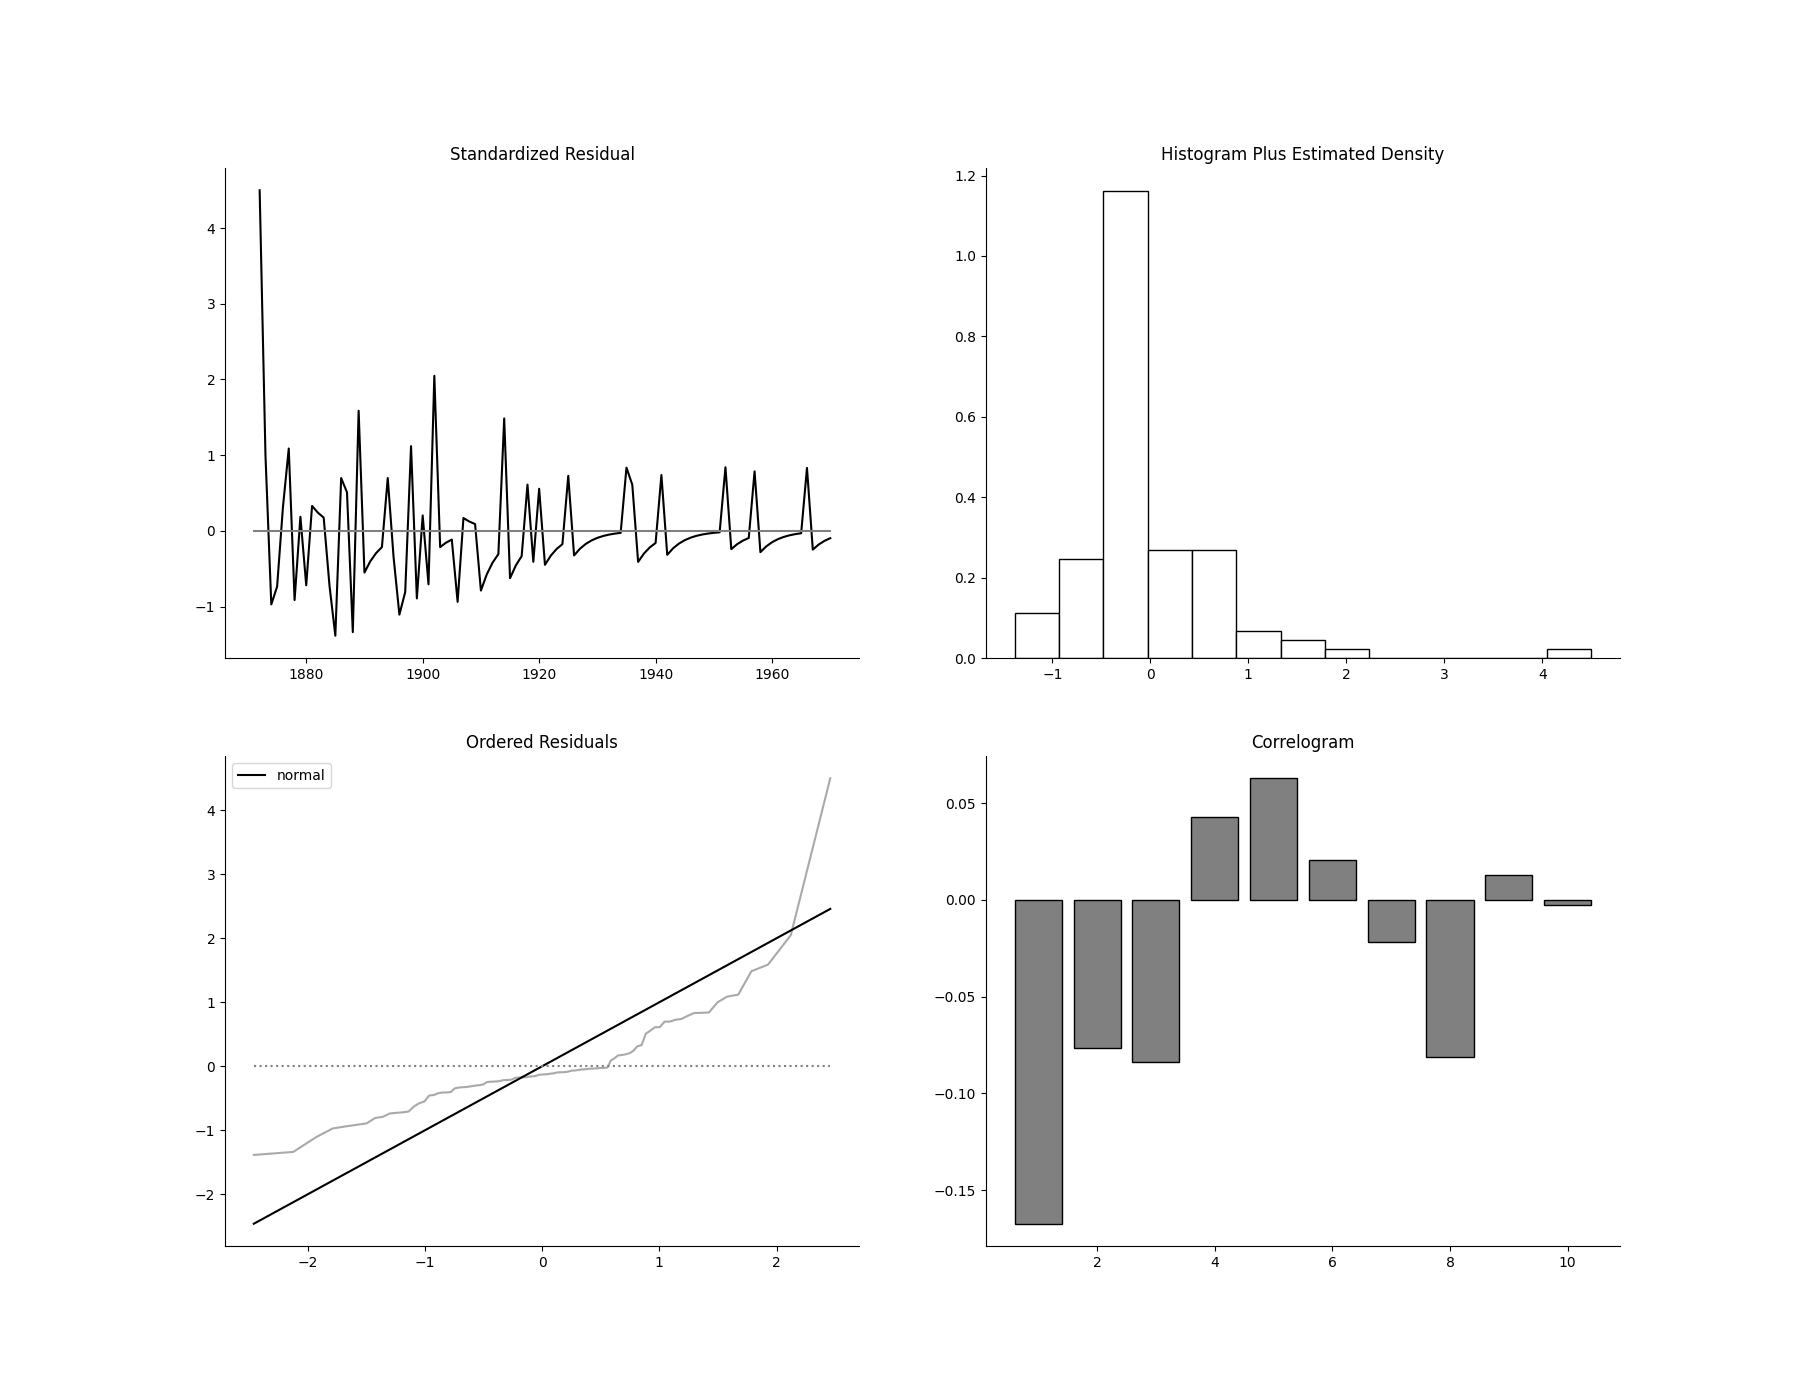 Standardized Residual
4
3
2
1
0
−1
1880 1900 1920 1940 1960
Histogram Plus Estimated Density
1.2
1.0
0.8
0.6
0.4
0.2
0.0
−1 0 1 2 3 4
Ordered Residuals
normal
4
3
2
1
0
−1
−2
−2 −1 0 1 2
Correlogram
0.05
0.00
−0.05
−0.10
−0.15
2 4 6 8 10